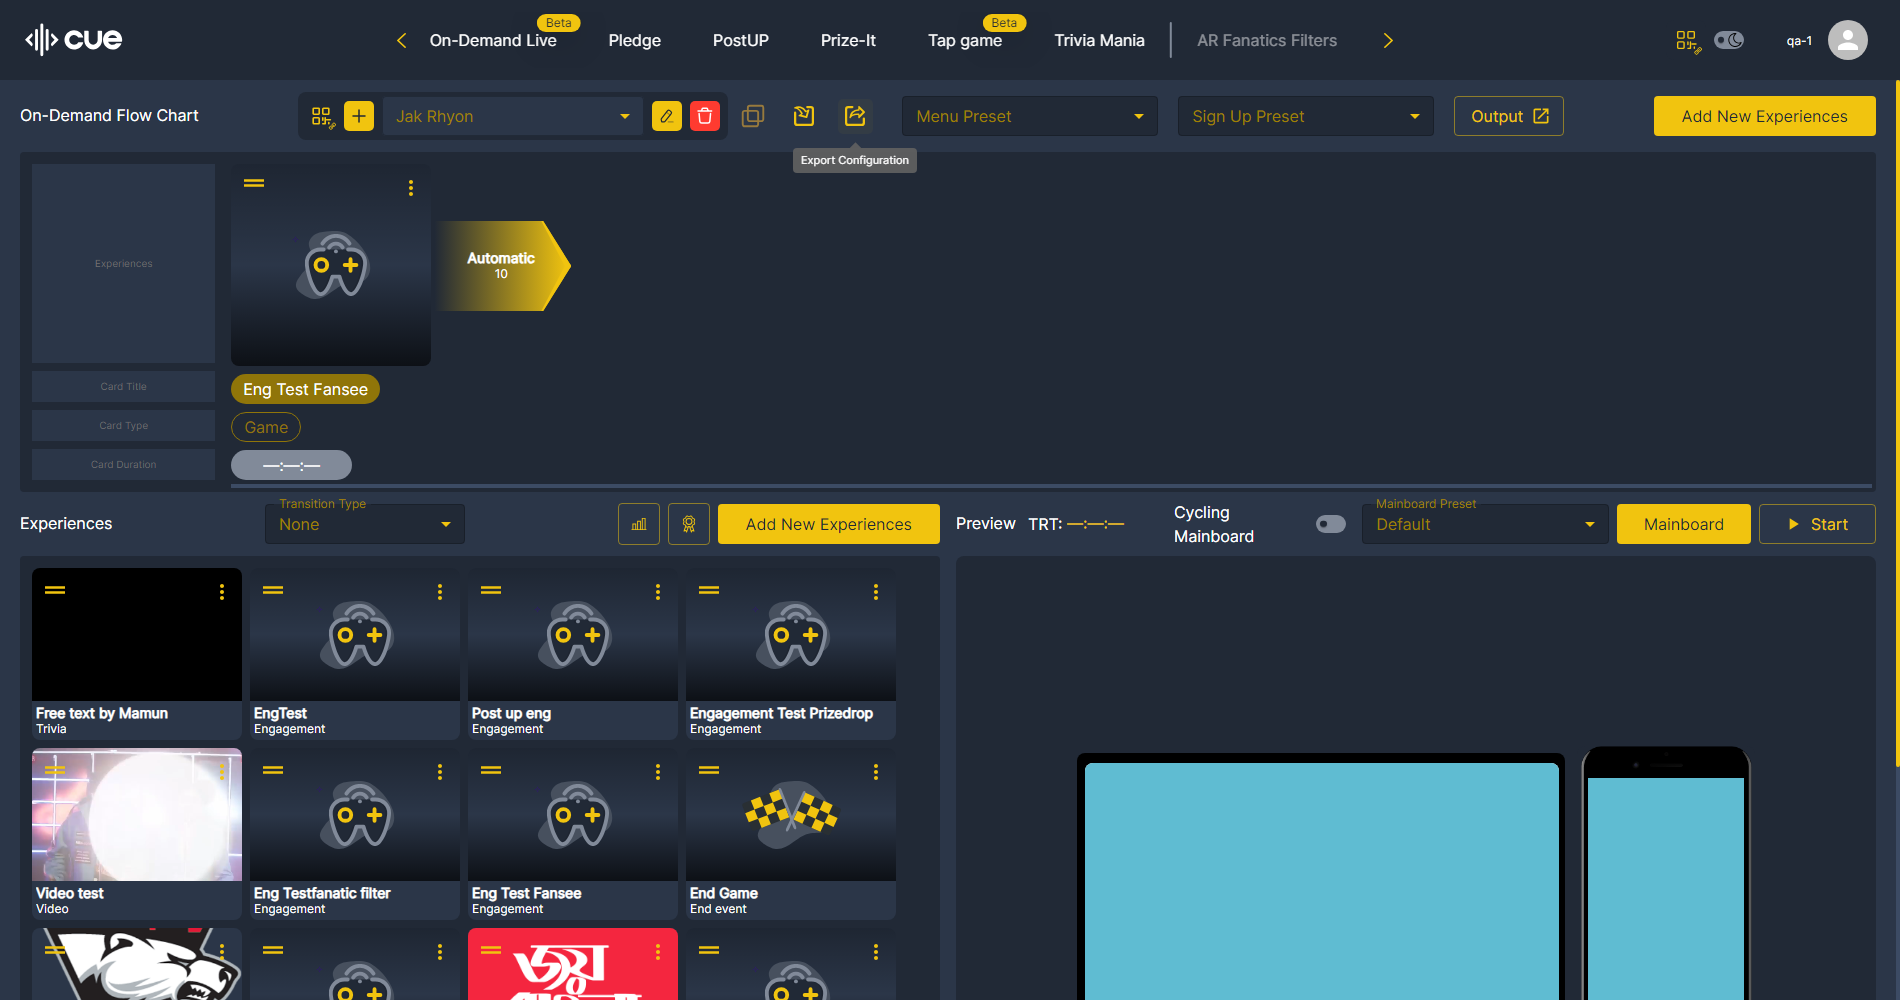 cue
On-Demand Live
Beta
Pledge
PostUP
Prize-It
Tap game
Beta
Trivia Mania
AR Fanatics Filters
qa-1
On-Demand Flow Chart
Jak Rhyon
Menu Preset
Sign Up Preset
Output
Add New Experiences
Export Configuration
Experiences
Automatic
10
Card Title
Eng Test Fansee
Card Type
Game
Card Duration
—:—:—
Experiences
Transition Type
None
Add New Experiences
Preview
TRT: —:—:—
Cycling
Mainboard
Mainboard Preset
Default
Mainboard
Start
Free text by Mamun
Trivia
EngTest
Engagement
Post up eng
Engagement
Engagement Test Prizedrop
Engagement
Video test
Video
Eng Testfanatic filter
Engagement
Eng Test Fansee
Engagement
End Game
End event
জয়